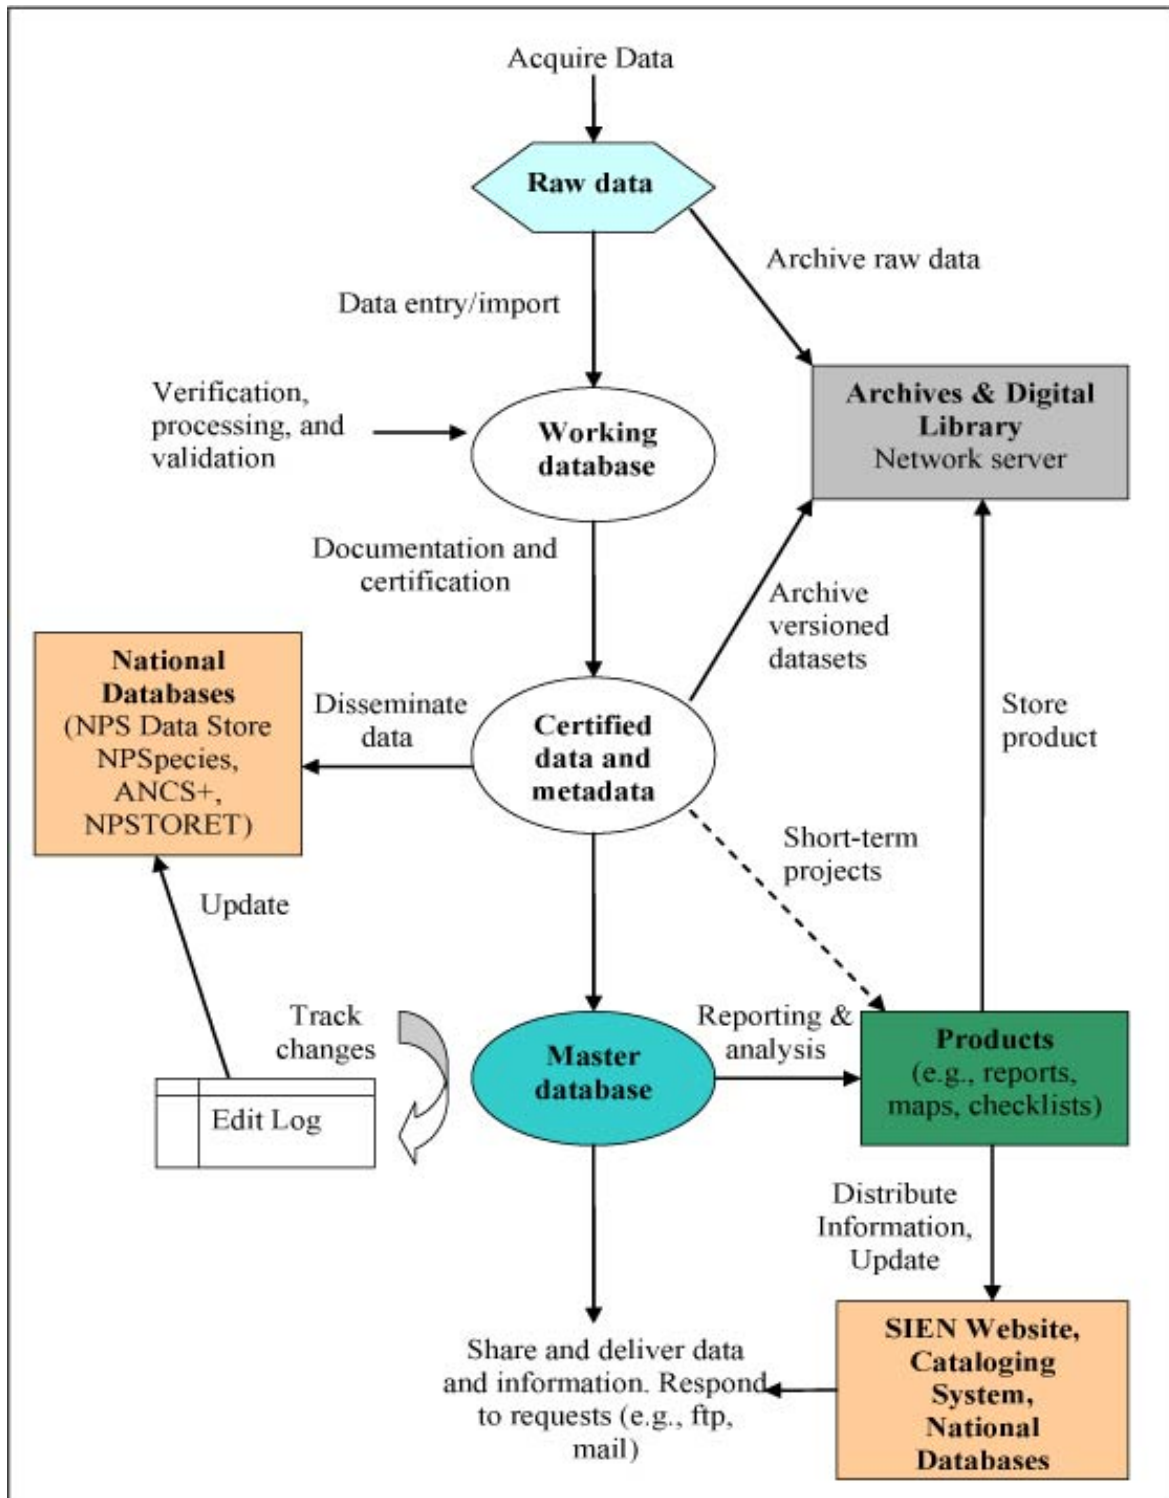 Acquire Data
Raw data
Archive raw data
Data entry/import
Verification,
processing, and
validation
Working
database
Archives & Digital
Library
Network server
Documentation and
certification
Archive
versioned
datasets
National
Databases
(NPS Data Store
NPSpecies,
ANCS+,
NPSTORET)
Disseminate
data
Certified
data and
metadata
Store
product
Short-term
projects
Update
Track
changes
Edit Log
Master
database
Reporting &
analysis
Products
(e.g., reports,
maps, checklists)
Distribute
Information,
Update
Share and deliver data
and information. Respond
to requests (e.g., ftp,
mail)
SIEN Website,
Cataloging
System,
National
Databases